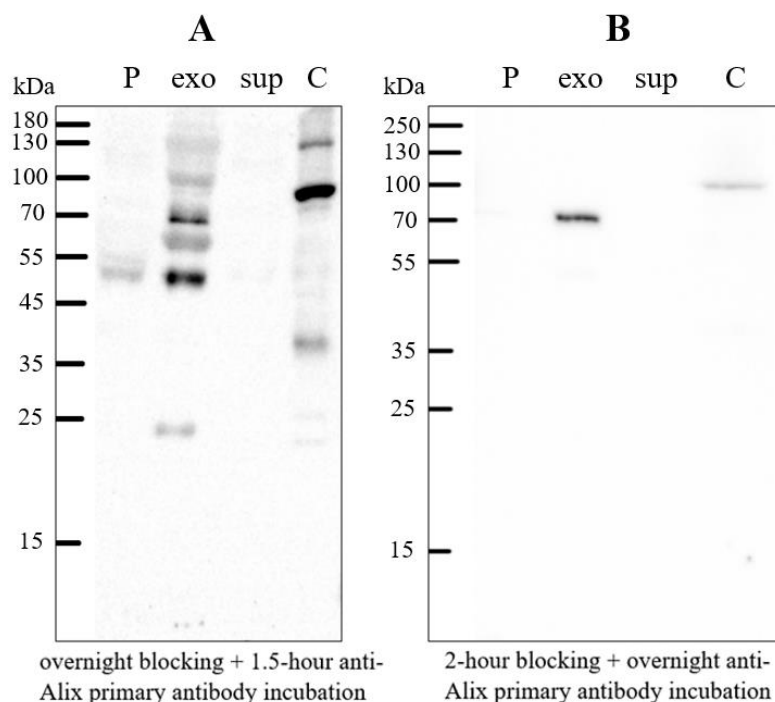 A
kDa P exo sup C
180
130
100
70
55
45
35
25
15
overnight blocking + 1.5-hour anti-
Alix primary antibody incubation
B
kDa P exo sup C
250
130
100
70
55
35
25
15
2-hour blocking + overnight anti-
Alix primary antibody incubation